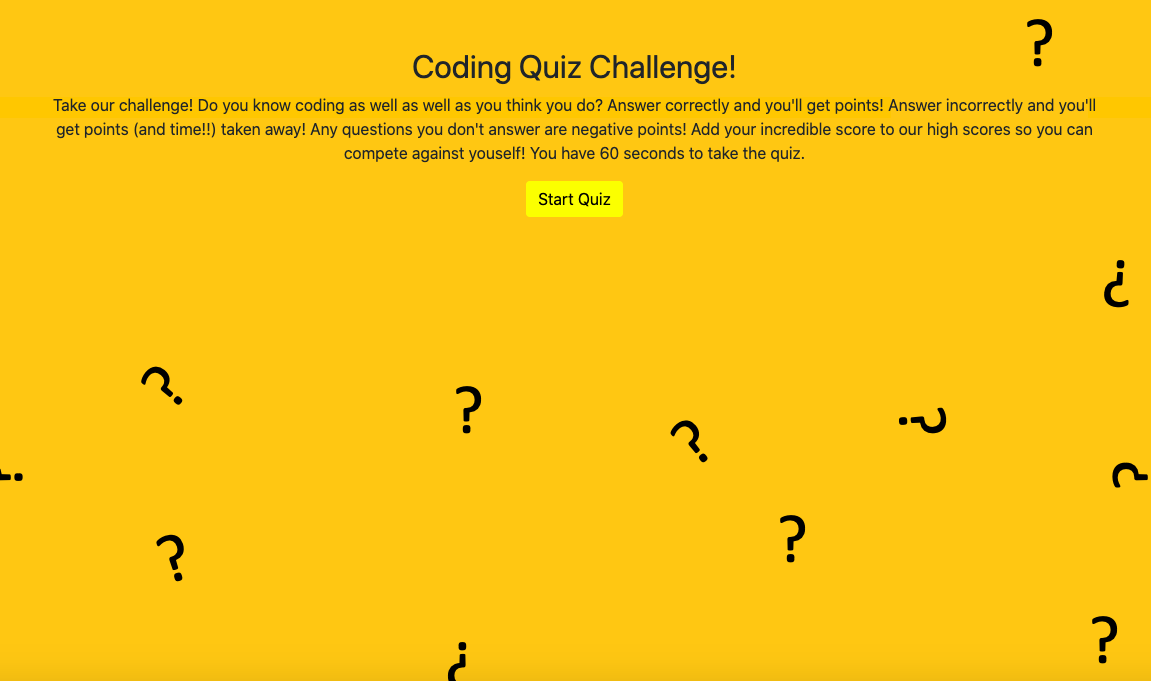 ?
Coding Quiz Challenge!
Take our challenge! Do you know coding as well as well as you think you do? Answer correctly and you'll get points! Answer incorrectly and you'll
get points (and time!!) taken away! Any questions you don't answer are negative points! Add your incredible score to our high scores so you can
compete against youself! You have 60 seconds to take the quiz.
Start Quiz
?
?
?
?
?
?
?
?
?
?
?